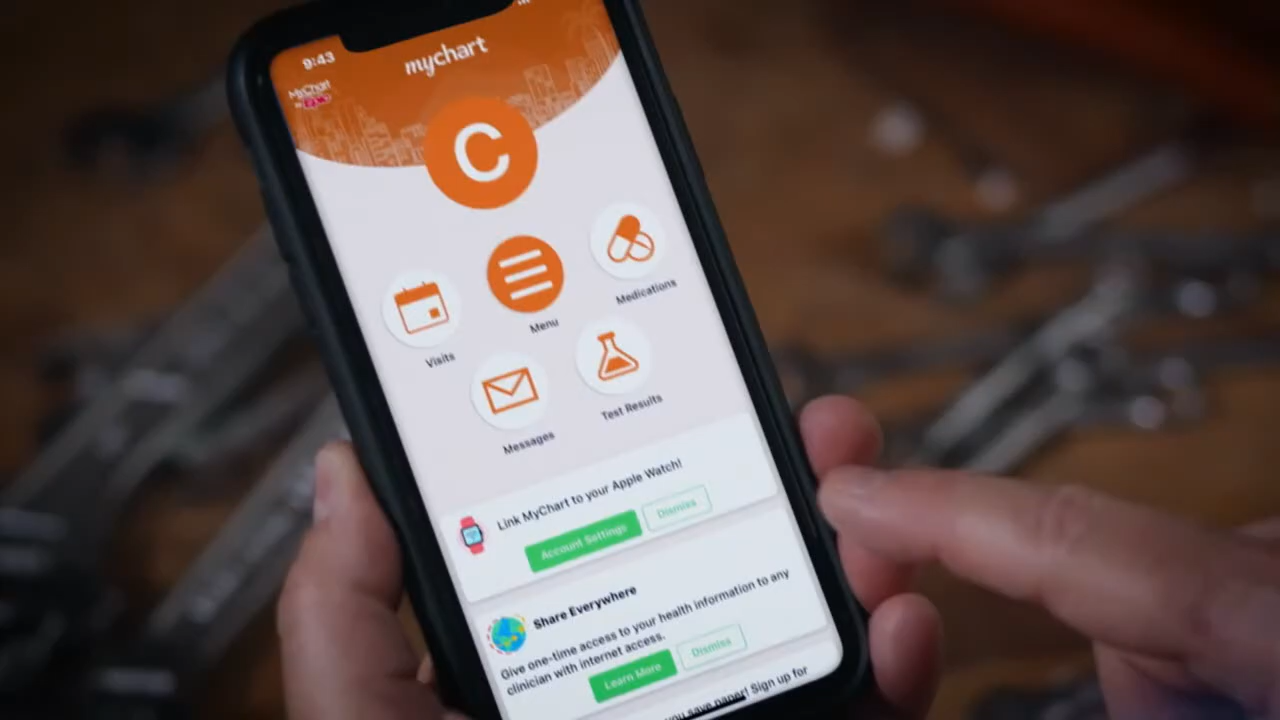 9:43
mychart
MyChart
Epic
C
Medications
Menu
Visits
Test Results
Messages
Link MyChart to your Apple Watch!
Account Settings
Dismiss
Share Everywhere
Give one-time access to your health information to any
clinician with internet access.
Learn More
Dismiss
you save paper! Sign up for